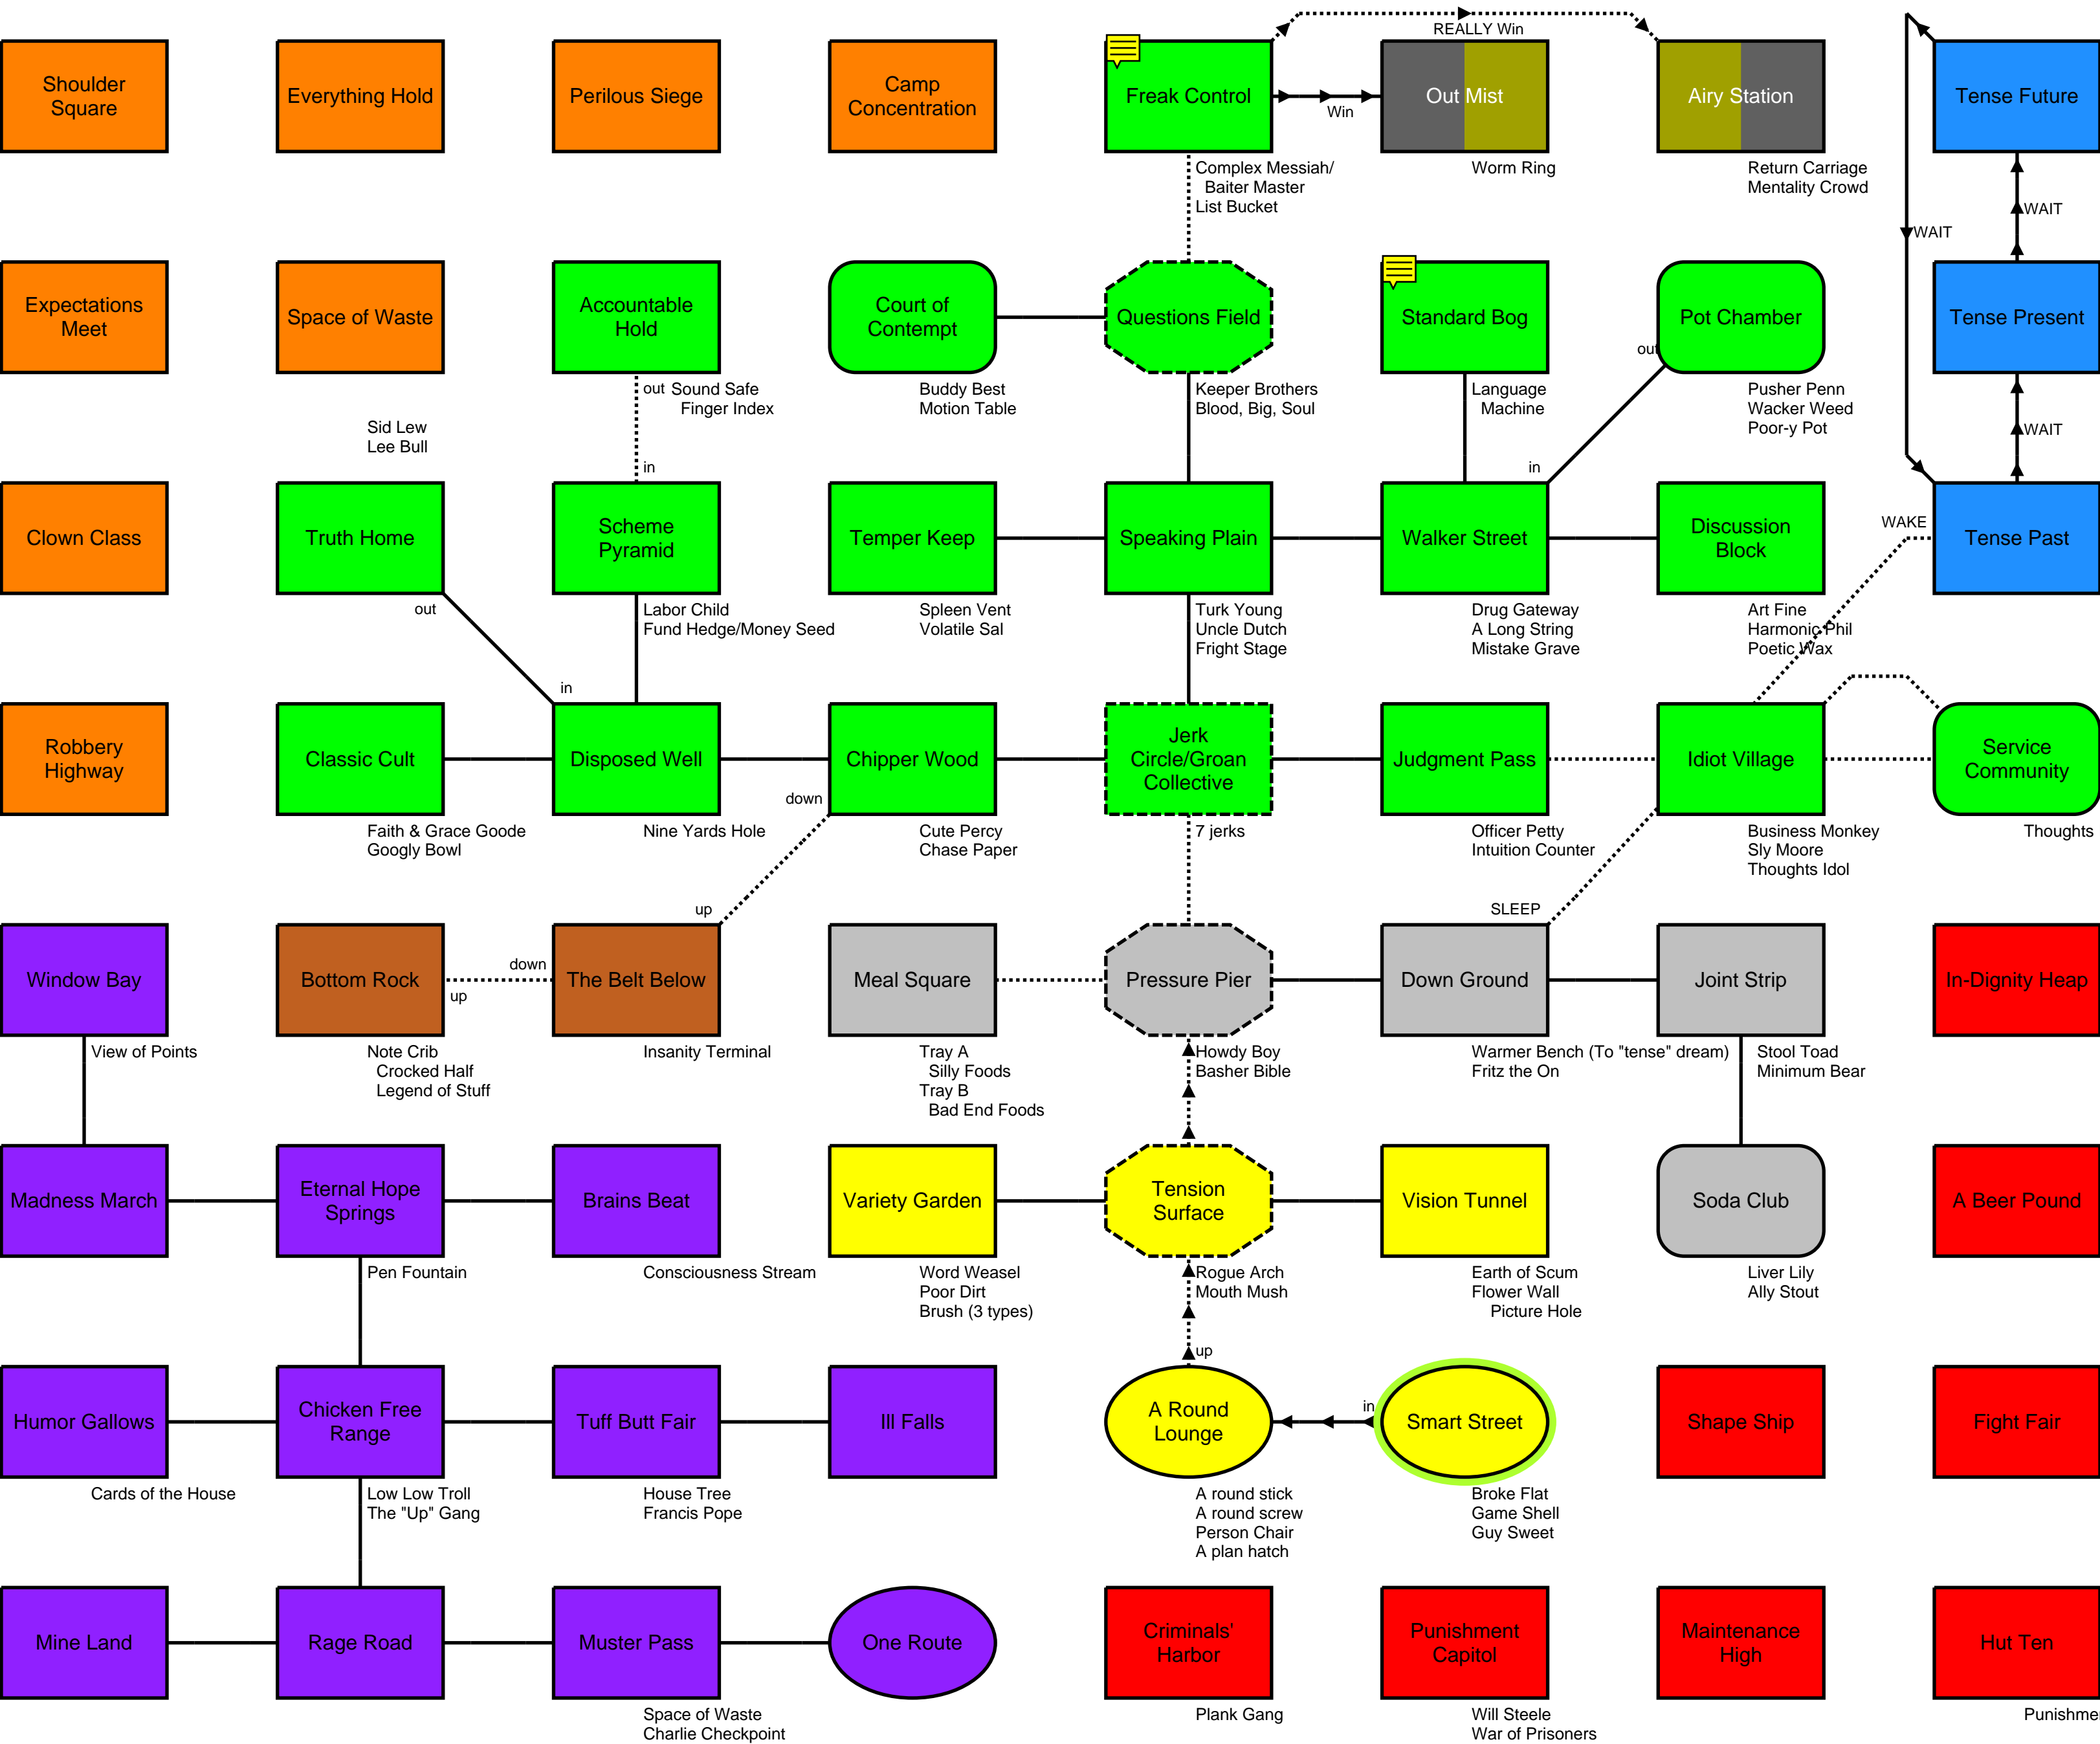 REALLY Win
Shoulder
Square
Everything Hold
Perilous Siege
Camp
Concentration
Freak Control
Win
Out Mist
Airy Station
Tense Future
Complex Messiah/
Baiter Master
List Bucket
Worm Ring
Return Carriage
Mentality Crowd
WAIT
WAIT
Expectations
Meet
Space of Waste
Accountable
Hold
Court of
Contempt
Questions Field
Standard Bog
Pot Chamber
Tense Present
out
out
Sound Safe
Finger Index
Buddy Best
Motion Table
Keeper Brothers
Blood, Big, Soul
Language
Machine
Pusher Penn
Wacker Weed
Poor-y Pot
Sid Lew
Lee Bull
WAIT
in
in
Truth Home
Scheme
Pyramid
Temper Keep
Speaking Plain
Walker Street
Discussion
Block
WAKE
Clown Class
Tense Past
out
Labor Child
Fund Hedge/Money Seed
Spleen Vent
Volatile Sal
Turk Young
Uncle Dutch
Fright Stage
Drug Gateway
A Long String
Mistake Grave
Art Fine
Harmonic Phil
Poetic Wax
in
Robbery
Highway
Classic Cult
Disposed Well
Chipper Wood
Jerk
Circle/Groan
Collective
Judgment Pass
Idiot Village
Service
Community
down
Faith & Grace Goode
Googly Bowl
Nine Yards Hole
Cute Percy
Chase Paper
7 jerks
Officer Petty
Intuition Counter
Business Monkey
Sly Moore
Thoughts Idol
Thoughts
up
SLEEP
Window Bay
Bottom Rock
down
up
The Belt Below
Meal Square
Pressure Pier
Down Ground
Joint Strip
In-Dignity Heap
View of Points
Note Crib
Crocked Half
Legend of Stuff
Insanity Terminal
Tray A
Silly Foods
Tray B
Bad End Foods
Howdy Boy
Basher Bible
Warmer Bench (To "tense" dream)
Fritz the On
Stool Toad
Minimum Bear
Madness March
Eternal Hope
Springs
Brains Beat
Variety Garden
Tension
Surface
Vision Tunnel
Soda Club
A Beer Pound
Pen Fountain
Consciousness Stream
Word Weasel
Poor Dirt
Brush (3 types)
Rogue Arch
Mouth Mush
Earth of Scum
Flower Wall
Picture Hole
Liver Lily
Ally Stout
up
in
Humor Gallows
Chicken Free
Range
Tuff Butt Fair
Ill Falls
A Round
Lounge
Smart Street
Shape Ship
Fight Fair
Cards of the House
Low Low Troll
The "Up" Gang
House Tree
Francis Pope
A round stick
A round screw
Person Chair
A plan hatch
Broke Flat
Game Shell
Guy Sweet
Mine Land
Rage Road
Muster Pass
One Route
Criminals'
Harbor
Punishment
Capitol
Maintenance
High
Hut Ten
Space of Waste
Charlie Checkpoint
Plank Gang
Will Steele
War of Prisoners